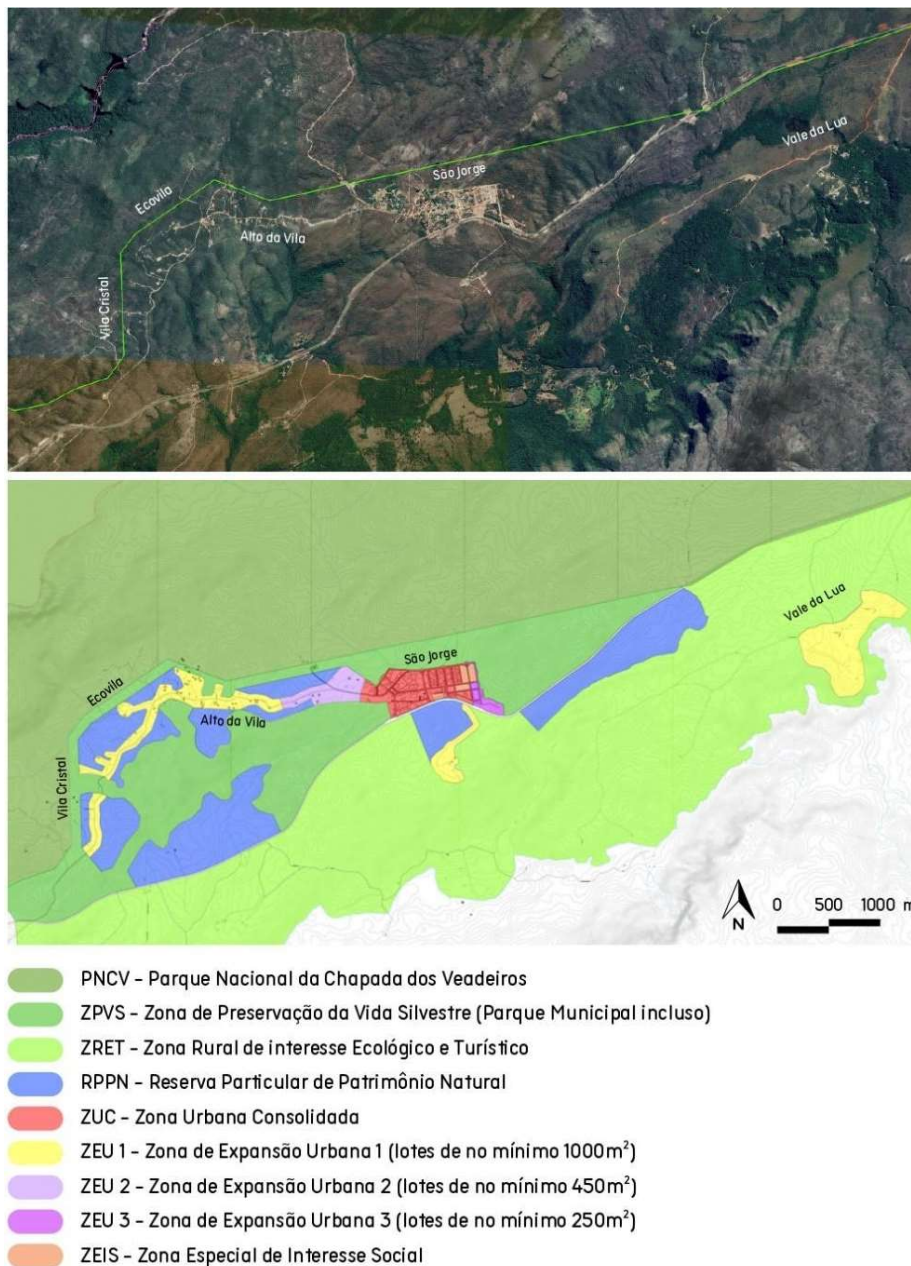 Vale da Lua
São Jorge
Ecovila
Alto da Vila
Vila Cristal
Vale da Lua
São Jorge
Ecovila
Alto da Vila
Vila Cristal
N
0 500 1000 m
PNCV - Parque Nacional da Chapada dos Veadeiros
ZPVS - Zona de Preservação da Vida Silvestre (Parque Municipal incluso)
ZRET - Zona Rural de interesse Ecológico e Turístico
RPPN - Reserva Particular de Patrimônio Natural
ZUC - Zona Urbana Consolidada
ZEU 1 - Zona de Expansão Urbana 1 (lotes de no mínimo 1000m²)
ZEU 2 - Zona de Expansão Urbana 2 (lotes de no mínimo 450m²)
ZEU 3 - Zona de Expansão Urbana 3 (lotes de no mínimo 250m²)
ZEIS - Zona Especial de Interesse Social